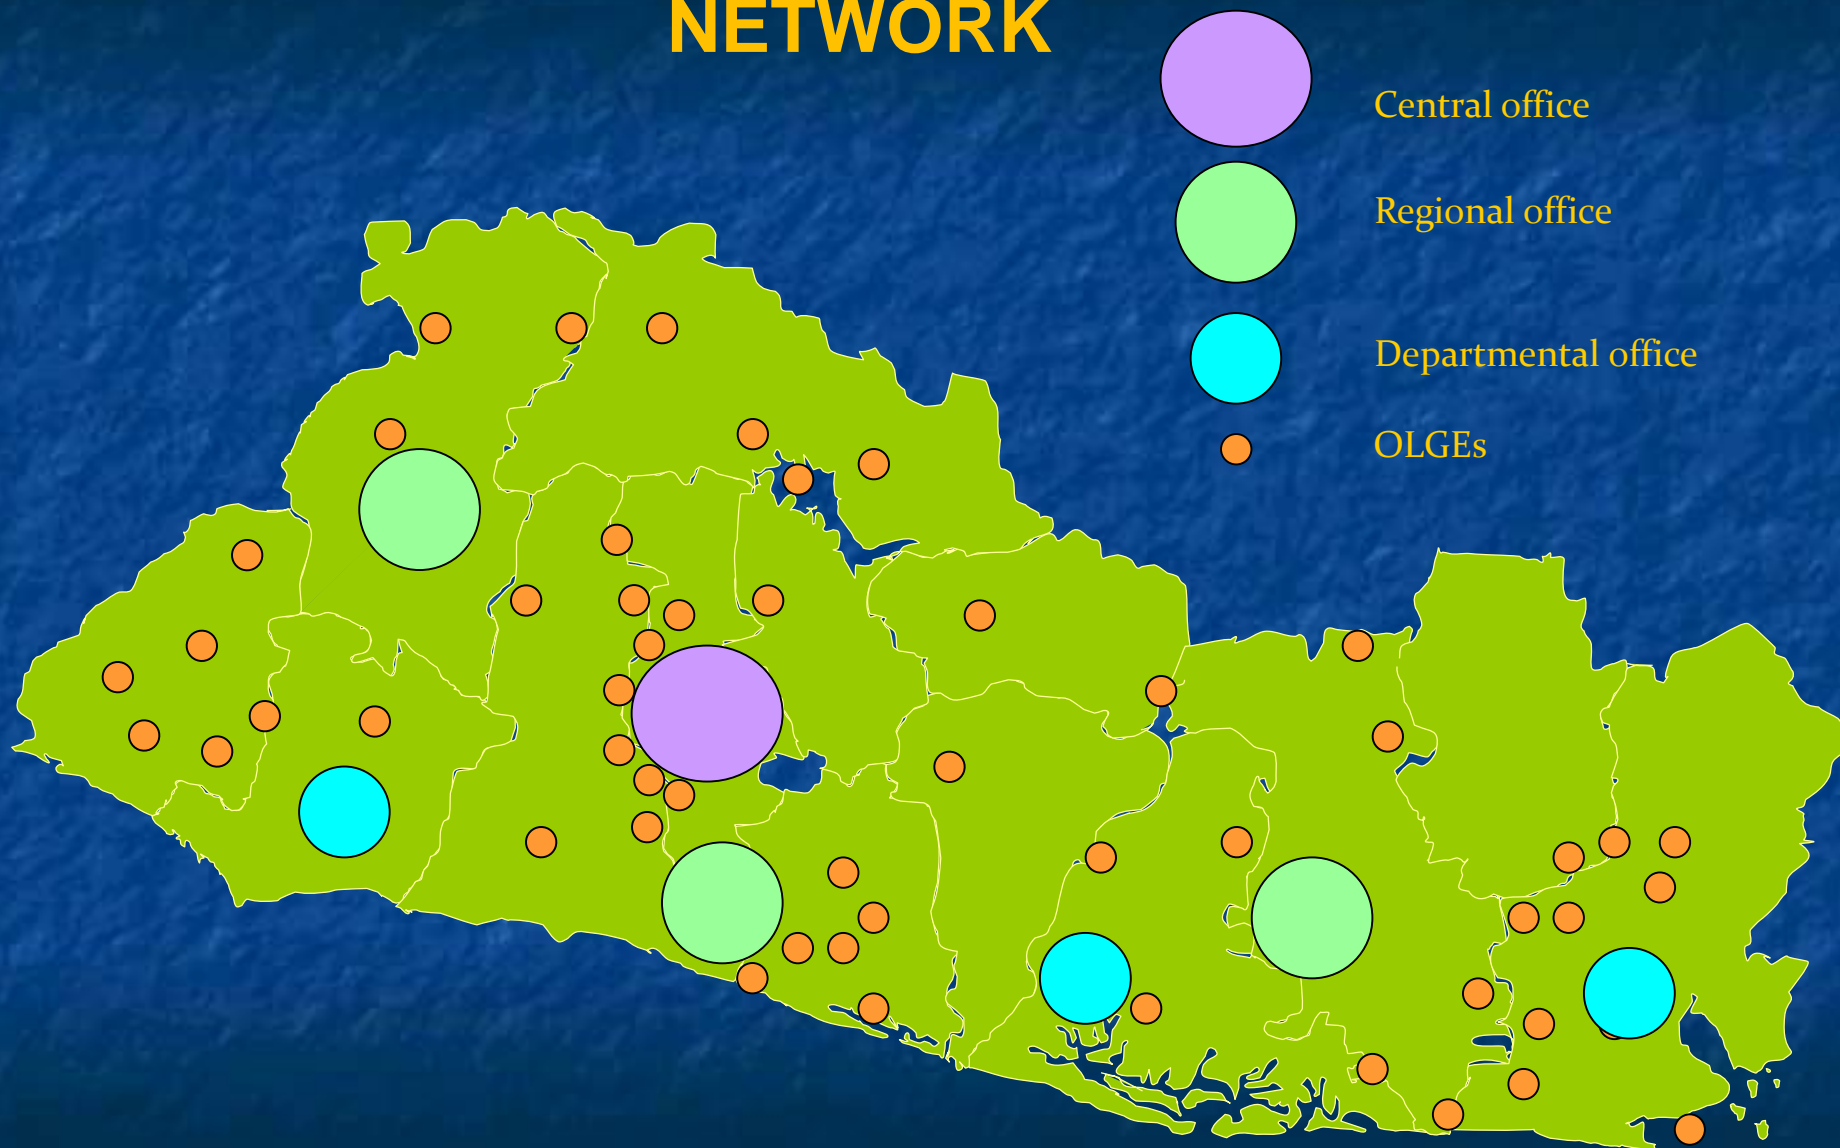 NETWORK
Central office
Regional office
Departmental office
OLGEs